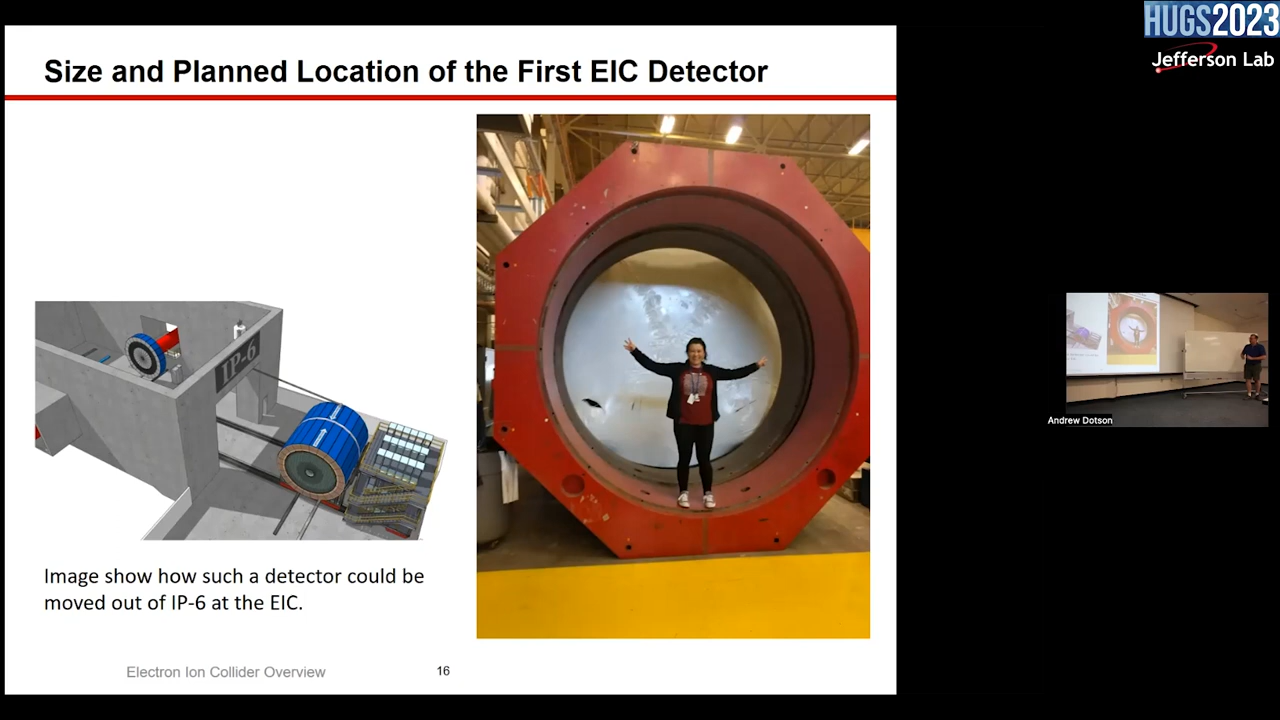 HUGS2023
Jefferson Lab
Size and Planned Location of the First EIC Detector
IP-6
Image show how such a detector could be
moved out of IP-6 at the EIC.
Andrew Dotson
Electron Ion Collider Overview
16